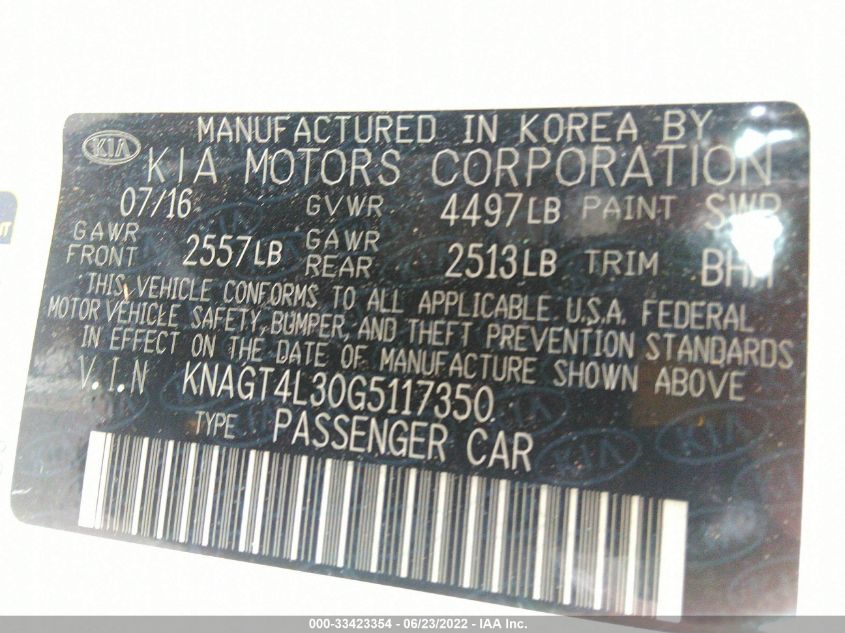 KIA
MANUFACTURED IN KOREA BY
KIA MOTORS CORPORATION
07/16 GVWR 4497LB PAINT SWP
GAWR FRONT 2557LB GAWR REAR 2513LB TRIM BHA
THIS VEHICLE CONFORMS TO ALL APPLICABLE U.S.A. FEDERAL
MOTOR VEHICLE SAFETY, BUMPER, AND THEFT PREVENTION STANDARDS
IN EFFECT ON THE DATE OF MANUFACTURE SHOWN ABOVE
V.I.N KNAGT4L30G5117350
TYPE PASSENGER CAR
KIA
000-33423354 - 06/23/2022 - IAA Inc.